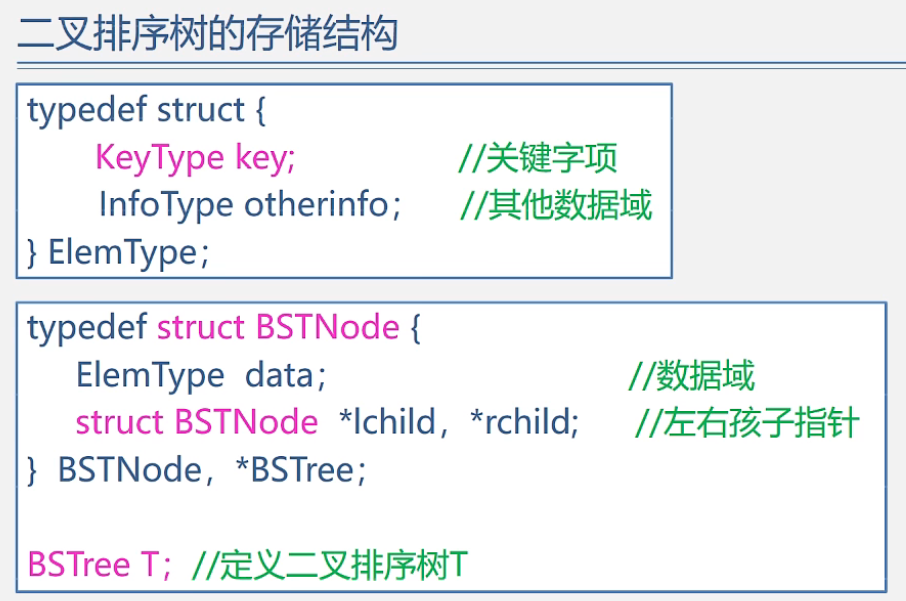 二叉排序树的存储结构
typedef struct {
KeyType key; //关键字项
InfoType otherinfo; //其他数据域
} ElemType;
typedef struct BSTNode {
ElemType data; //数据域
struct BSTNode *lchild, *rchild; //左右孩子指针
} BSTNode, *BSTree;
BSTree T; //定义二叉排序树T